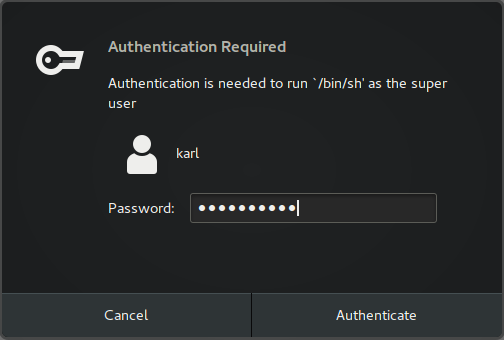 Authentication Required
Authentication is needed to run `/bin/sh' as the super
user
karl
Password: ●●●●●●●●●●
Cancel
Authenticate